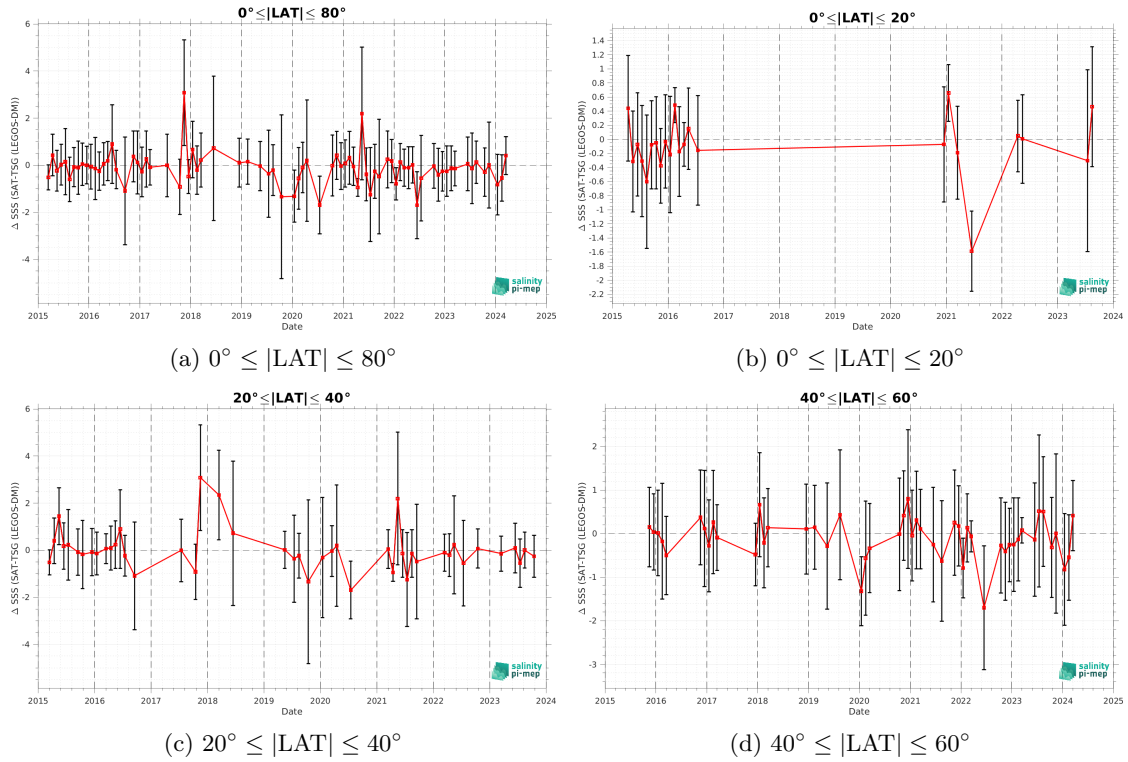 0°≤|LAT|≤ 80°
Δ SSS (SAT-TSG (LEGOS-DM))
6
4
2
0
-2
-4
2015 2016 2017 2018 2019 2020 2021 2022 2023 2024 2025
Date
salinity
pi-mep
(a) 0° ≤ |LAT| ≤ 80°
0°≤|LAT|≤ 20°
Δ SSS (SAT-TSG (LEGOS-DM))
1.4
1.2
1
0.8
0.6
0.4
0.2
0
-0.2
-0.4
-0.6
-0.8
-1
-1.2
-1.4
-1.6
-1.8
-2
-2.2
2015 2016 2017 2018 2019 2020 2021 2022 2023 2024
Date
salinity
pi-mep
(b) 0° ≤ |LAT| ≤ 20°
20°≤|LAT|≤ 40°
Δ SSS (SAT-TSG (LEGOS-DM))
6
4
2
0
-2
-4
2015 2016 2017 2018 2019 2020 2021 2022 2023 2024
Date
salinity
pi-mep
(c) 20° ≤ |LAT| ≤ 40°
40°≤|LAT|≤ 60°
Δ SSS (SAT-TSG (LEGOS-DM))
2
1
0
-1
-2
-3
2015 2016 2017 2018 2019 2020 2021 2022 2023 2024 2025
Date
salinity
pi-mep
(d) 40° ≤ |LAT| ≤ 60°